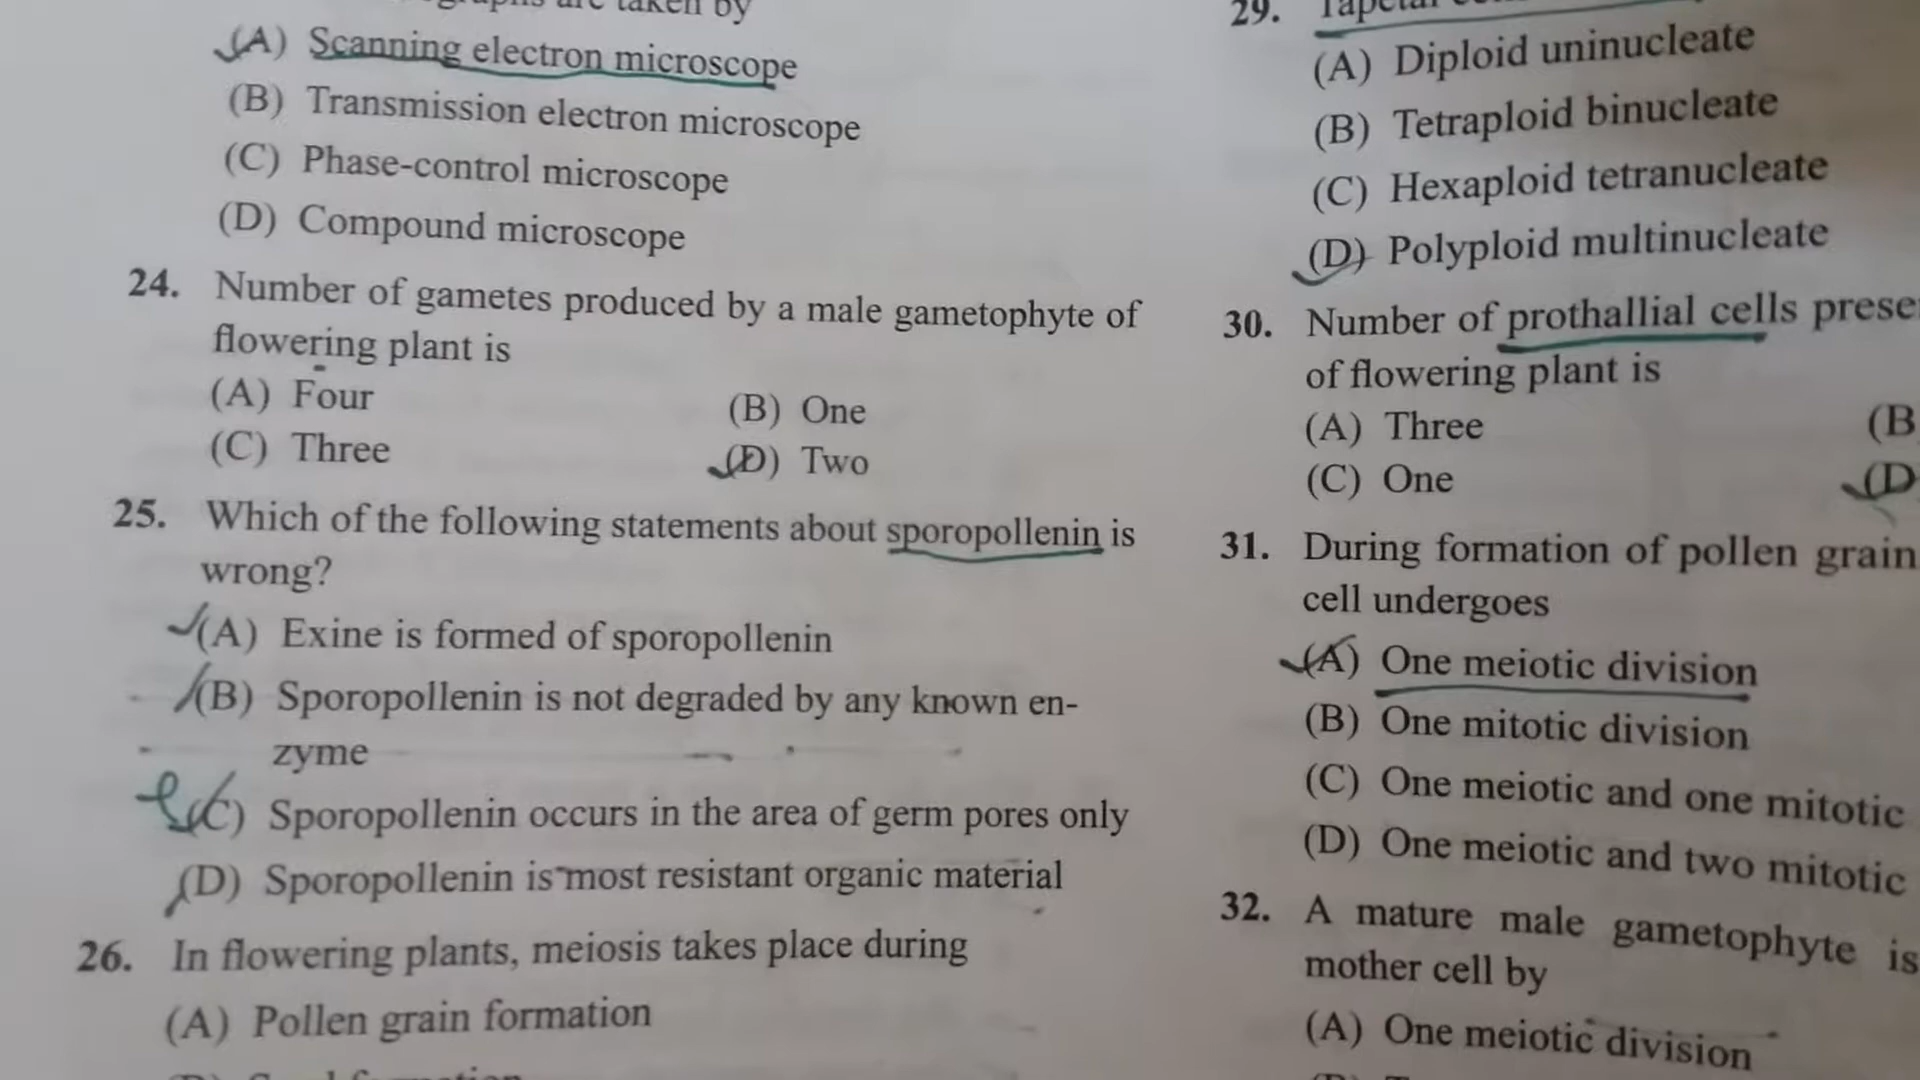 are taken by
(A) Scanning electron microscope
(B) Transmission electron microscope
(C) Phase-control microscope
(D) Compound microscope
24. Number of gametes produced by a male gametophyte of
flowering plant is
(A) Four (B) One
(C) Three (D) Two
25. Which of the following statements about sporopollenin is
wrong?
(A) Exine is formed of sporopollenin
(B) Sporopollenin is not degraded by any known en-
zyme
(C) Sporopollenin occurs in the area of germ pores only
(D) Sporopollenin is most resistant organic material
26. In flowering plants, meiosis takes place during
(A) Pollen grain formation
29. Tapetal
(A) Diploid uninucleate
(B) Tetraploid binucleate
(C) Hexaploid tetranucleate
(D) Polyploid multinucleate
30. Number of prothallial cells prese
of flowering plant is
(A) Three (B
(C) One (D
31. During formation of pollen grain
cell undergoes
(A) One meiotic division
(B) One mitotic division
(C) One meiotic and one mitotic
(D) One meiotic and two mitotic
32. A mature male gametophyte is
mother cell by
(A) One meiotic division